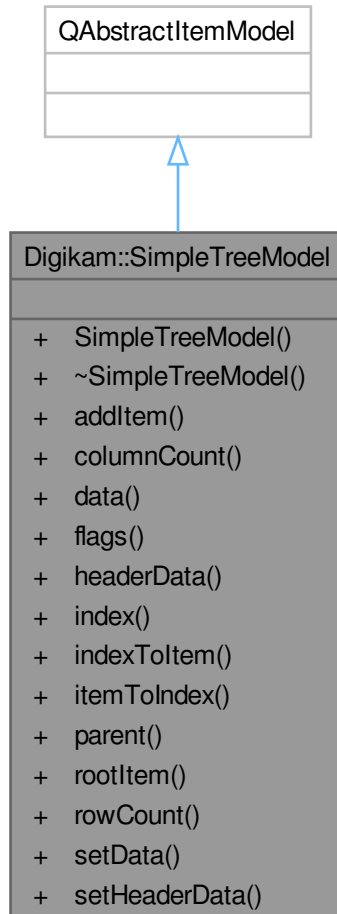 QAbstractItemModel
Digikam::SimpleTreeModel
+ SimpleTreeModel()
+ ~SimpleTreeModel()
+ addItem()
+ columnCount()
+ data()
+ flags()
+ headerData()
+ index()
+ indexToItem()
+ itemToIndex()
+ parent()
+ rootItem()
+ rowCount()
+ setData()
+ setHeaderData()